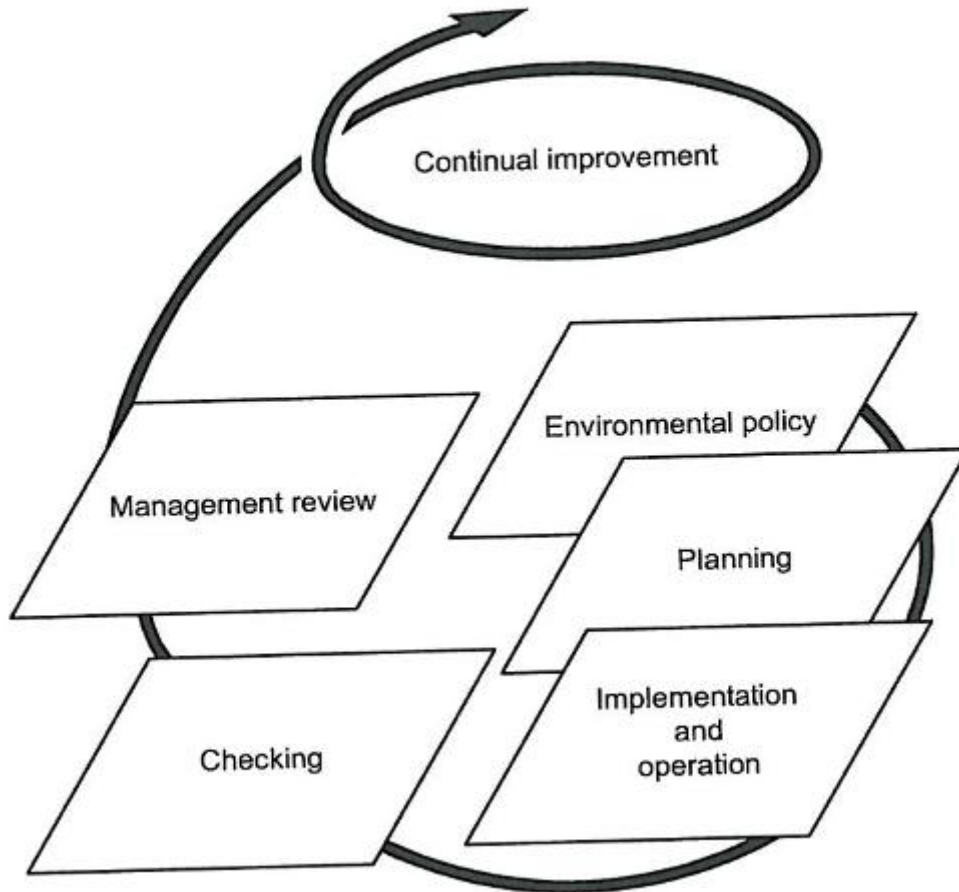 Continual improvement
Environmental policy
Management review
Planning
Implementation
and
operation
Checking